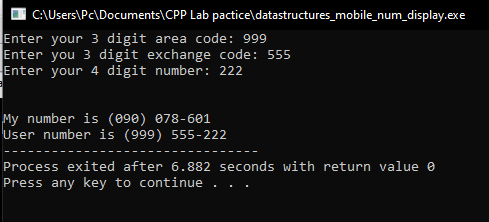 C:\Users\Pc\Documents\CPP Lab pactice\datastructures_mobile_num_display.exe
Enter your 3 digit area code: 999
Enter you 3 digit exchange code: 555
Enter your 4 digit number: 222
My number is (090) 078-601
User number is (999) 555-222
--------------------------------
Process exited after 6.882 seconds with return value 0
Press any key to continue . . .